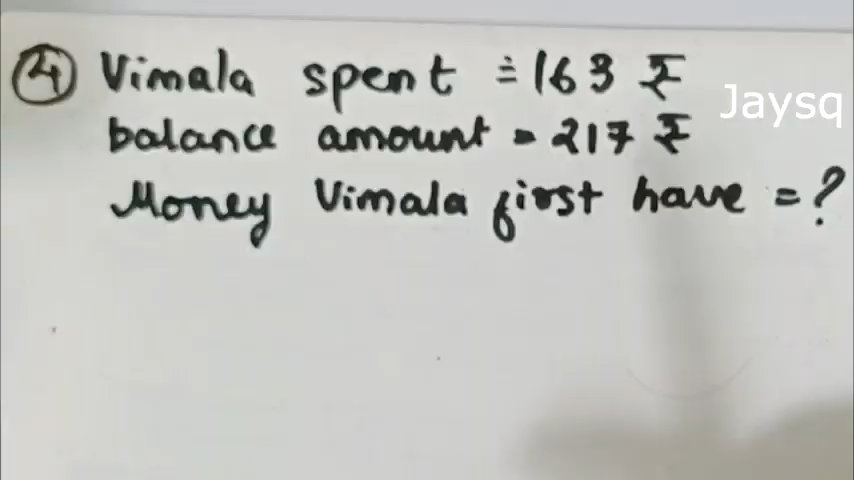 4 Vimala spent = 163 ₹
Jaysq
balance amount = 217 ₹
Money Vimala first have = ?